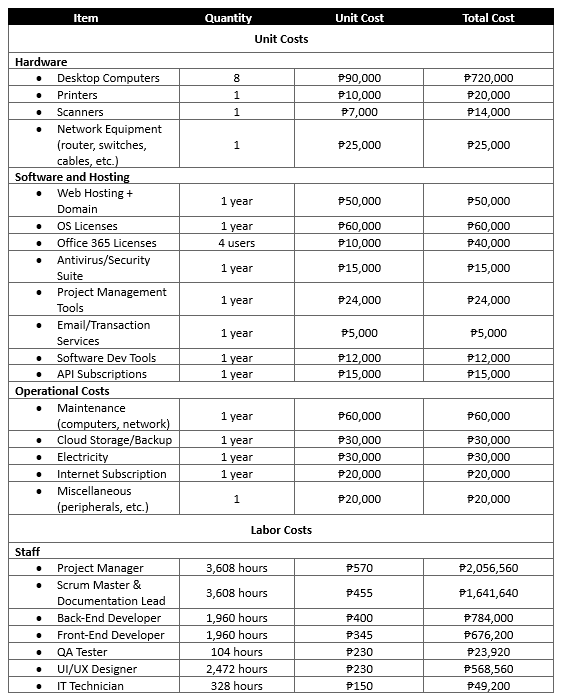 Item Quantity Unit Cost Total Cost
Unit Costs
Hardware
• Desktop Computers 8 ₱90,000 ₱720,000
• Printers 1 ₱10,000 ₱20,000
• Scanners 1 ₱7,000 ₱14,000
• Network Equipment
(router, switches, 1 ₱25,000 ₱25,000
cables, etc.)
Software and Hosting
• Web Hosting + 1 year ₱50,000 ₱50,000
Domain
• OS Licenses 1 year ₱60,000 ₱60,000
• Office 365 Licenses 4 users ₱10,000 ₱40,000
• Antivirus/Security 1 year ₱15,000 ₱15,000
Suite
• Project Management 1 year ₱24,000 ₱24,000
Tools
• Email/Transaction 1 year ₱5,000 ₱5,000
Services
• Software Dev Tools 1 year ₱12,000 ₱12,000
• API Subscriptions 1 year ₱15,000 ₱15,000
Operational Costs
• Maintenance 1 year ₱60,000 ₱60,000
(computers, network)
• Cloud Storage/Backup 1 year ₱30,000 ₱30,000
• Electricity 1 year ₱30,000 ₱30,000
• Internet Subscription 1 year ₱20,000 ₱20,000
• Miscellaneous 1 ₱20,000 ₱20,000
(peripherals, etc.)
Labor Costs
Staff
• Project Manager 3,608 hours ₱570 ₱2,056,560
• Scrum Master & 3,608 hours ₱455 ₱1,641,640
Documentation Lead
• Back-End Developer 1,960 hours ₱400 ₱784,000
• Front-End Developer 1,960 hours ₱345 ₱676,200
• QA Tester 104 hours ₱230 ₱23,920
• UI/UX Designer 2,472 hours ₱230 ₱568,560
• IT Technician 328 hours ₱150 ₱49,200